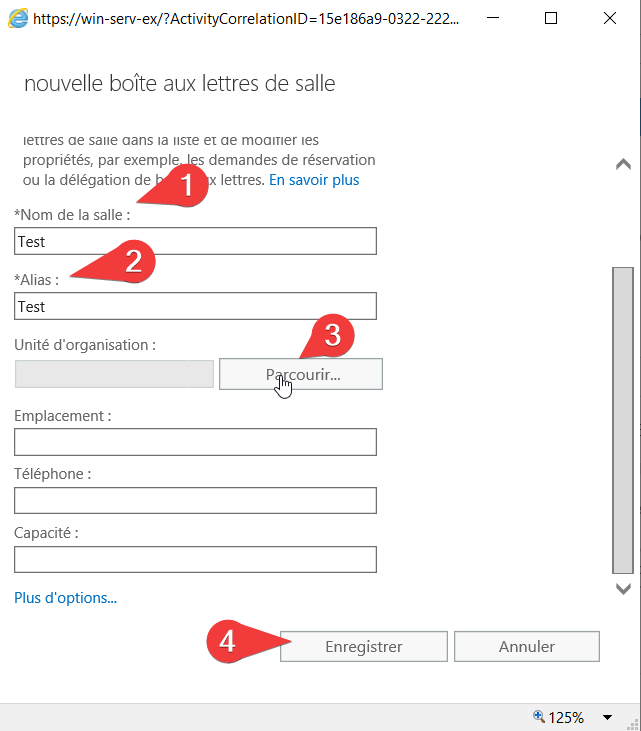 https://win-serv-ex/?ActivityCorrelationID=15e186a9-0322-222...
nouvelle boîte aux lettres de salle
lettres de salle dans la liste et de modifier les
propriétés, par exemple, les demandes de réservation
ou la délégation de b ux lettres. En savoir plus
1
*Nom de la salle :
Test
2
*Alias :
Test
3
Unité d'organisation :
Parcourir...
Emplacement :
Téléphone :
Capacité :
Plus d'options...
4
Enregistrer Annuler
125%